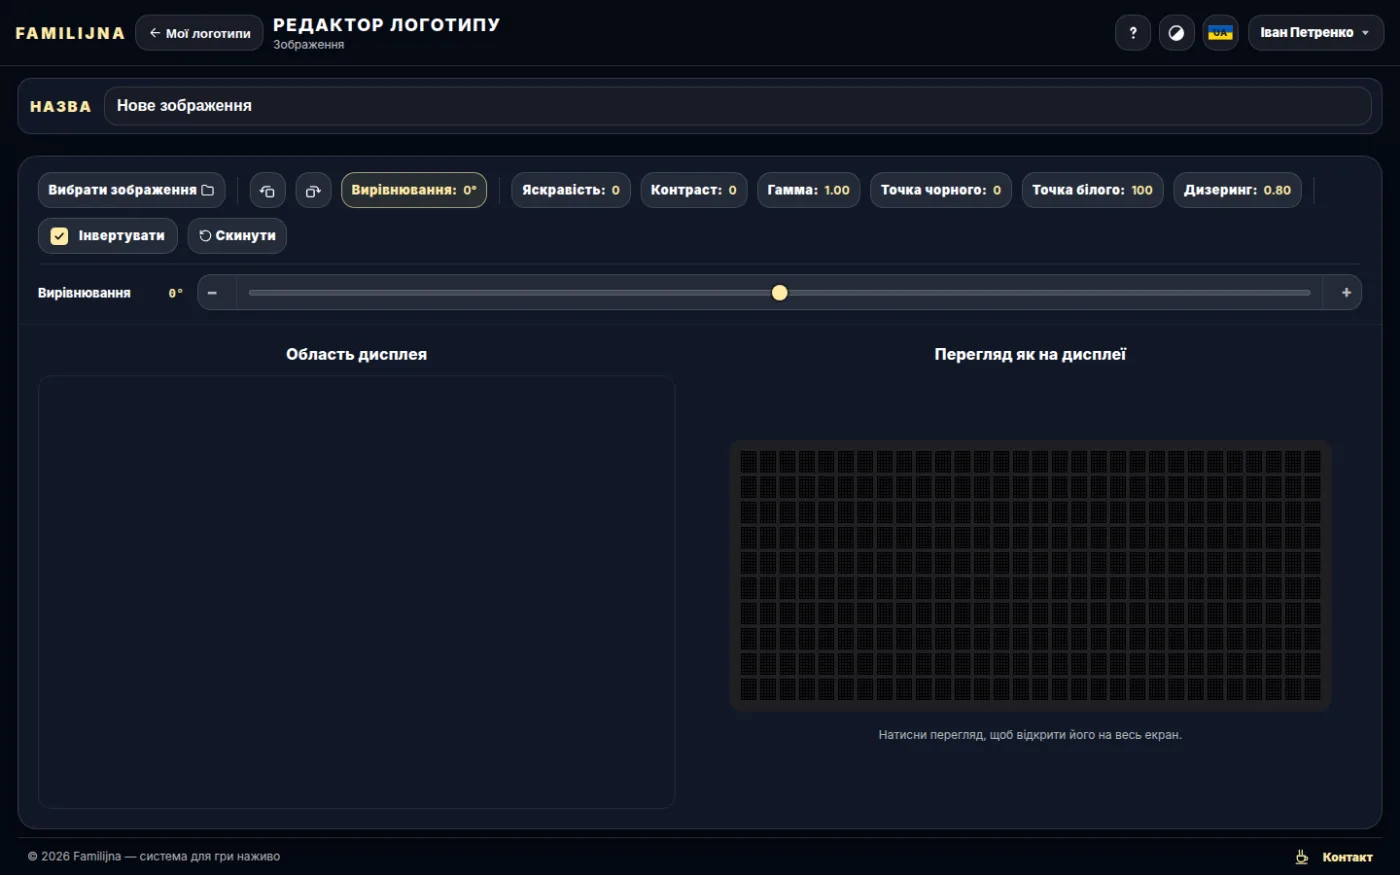 FAMILIJNA
← Мої логотипи
РЕДАКТОР ЛОГОТИПУ
Зображення
?
UA
Іван Петренко
НАЗВА
Нове зображення
Вибрати зображення
Вирівнювання: 0°
Яскравість: 0
Контраст: 0
Гамма: 1.00
Точка чорного: 0
Точка білого: 100
Дизеринг: 0.80
Інвертувати
Скинути
Вирівнювання 0°
− +
Область дисплея
Перегляд як на дисплеї
Натисни перегляд, щоб відкрити його на весь екран.
© 2026 Familijna — система для гри наживо
Контакт